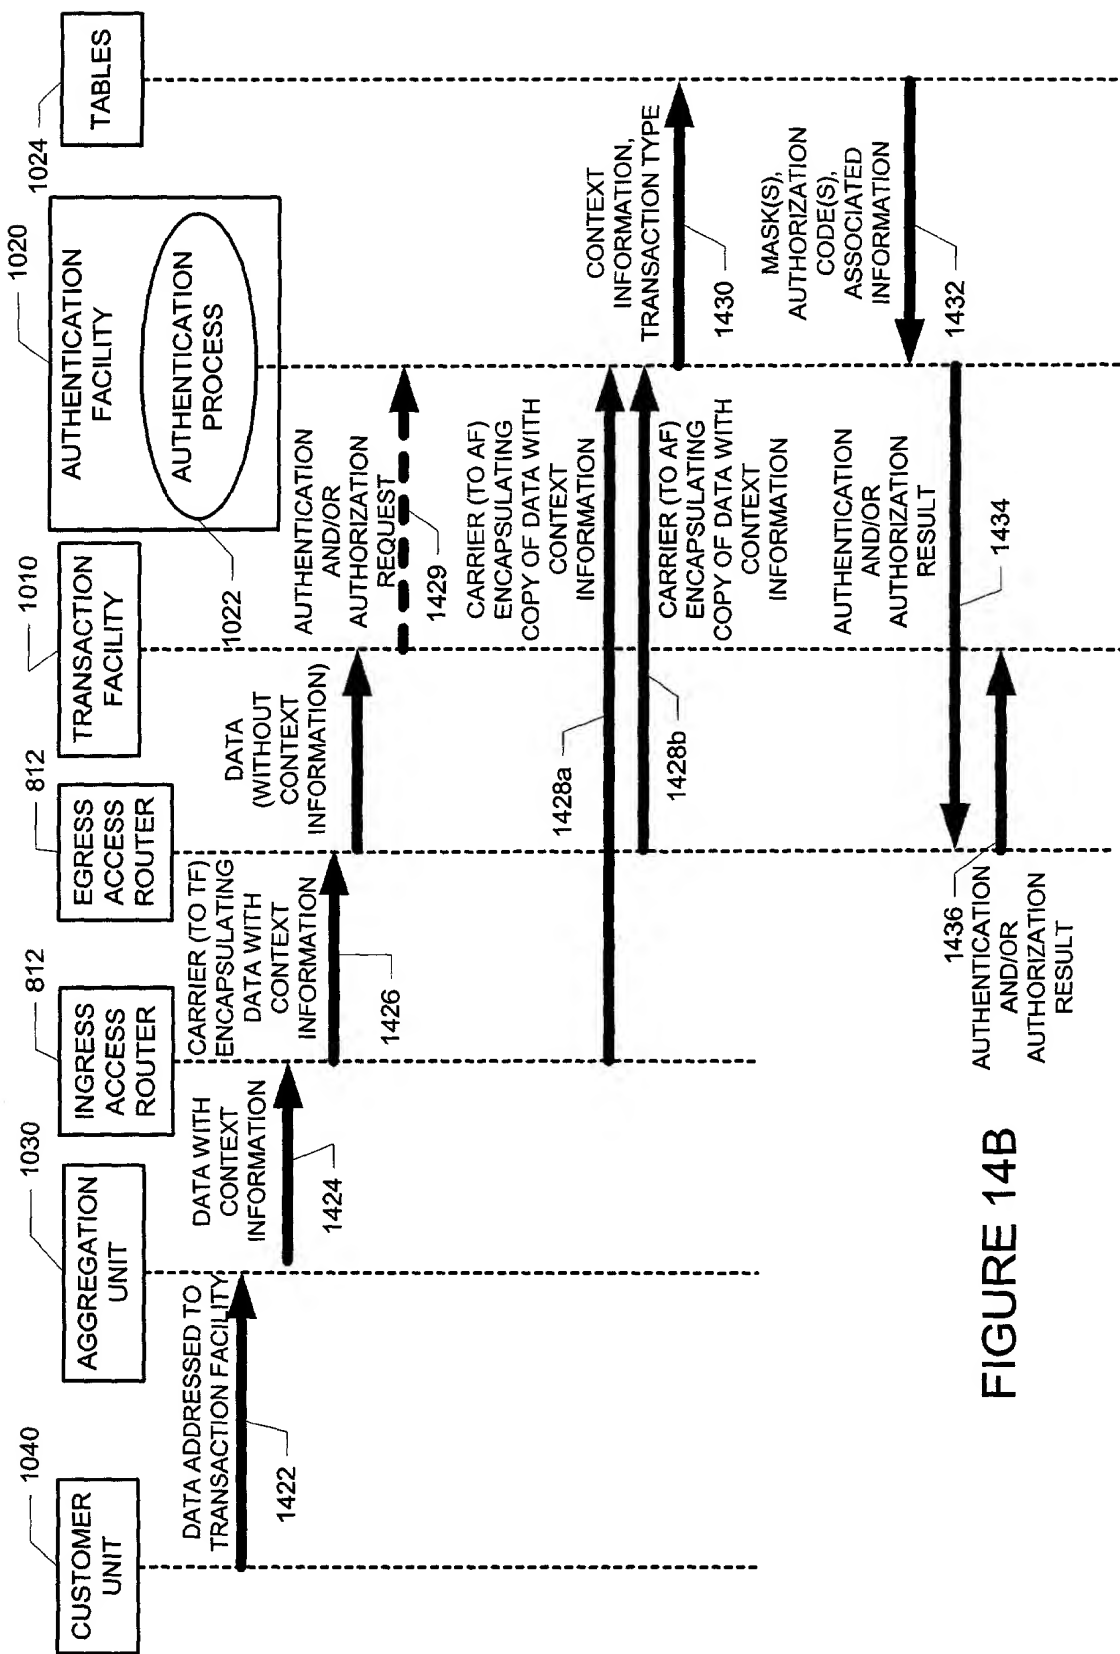 1040
CUSTOMER
UNIT
1030
AGGREGATION
UNIT
812
INGRESS
ACCESS
ROUTER
812
EGRESS
ACCESS
ROUTER
1010
TRANSACTION
FACILITY
1020
AUTHENTICATION
FACILITY
AUTHENTICATION
PROCESS
1022
1024
TABLES
DATA ADDRESSED TO
TRANSACTION FACILITY
1422
DATA WITH
CONTEXT
INFORMATION
1424
CARRIER (TO TF)
ENCAPSULATING
DATA WITH
CONTEXT
INFORMATION
1426
DATA
(WITHOUT
CONTEXT
INFORMATION)
AUTHENTICATION
AND/OR
AUTHORIZATION
REQUEST
1429
CARRIER (TO AF)
ENCAPSULATING
COPY OF DATA WITH
CONTEXT
INFORMATION
1428a
1428b
CARRIER (TO AF)
ENCAPSULATING
COPY OF DATA WITH
CONTEXT
INFORMATION
CONTEXT
INFORMATION,
TRANSACTION TYPE
1430
MASK(S),
AUTHORIZATION
CODE(S),
ASSOCIATED
INFORMATION
1432
AUTHENTICATION
AND/OR
AUTHORIZATION
RESULT
1434
1436
AUTHENTICATION
AND/OR
AUTHORIZATION
RESULT
FIGURE 14B